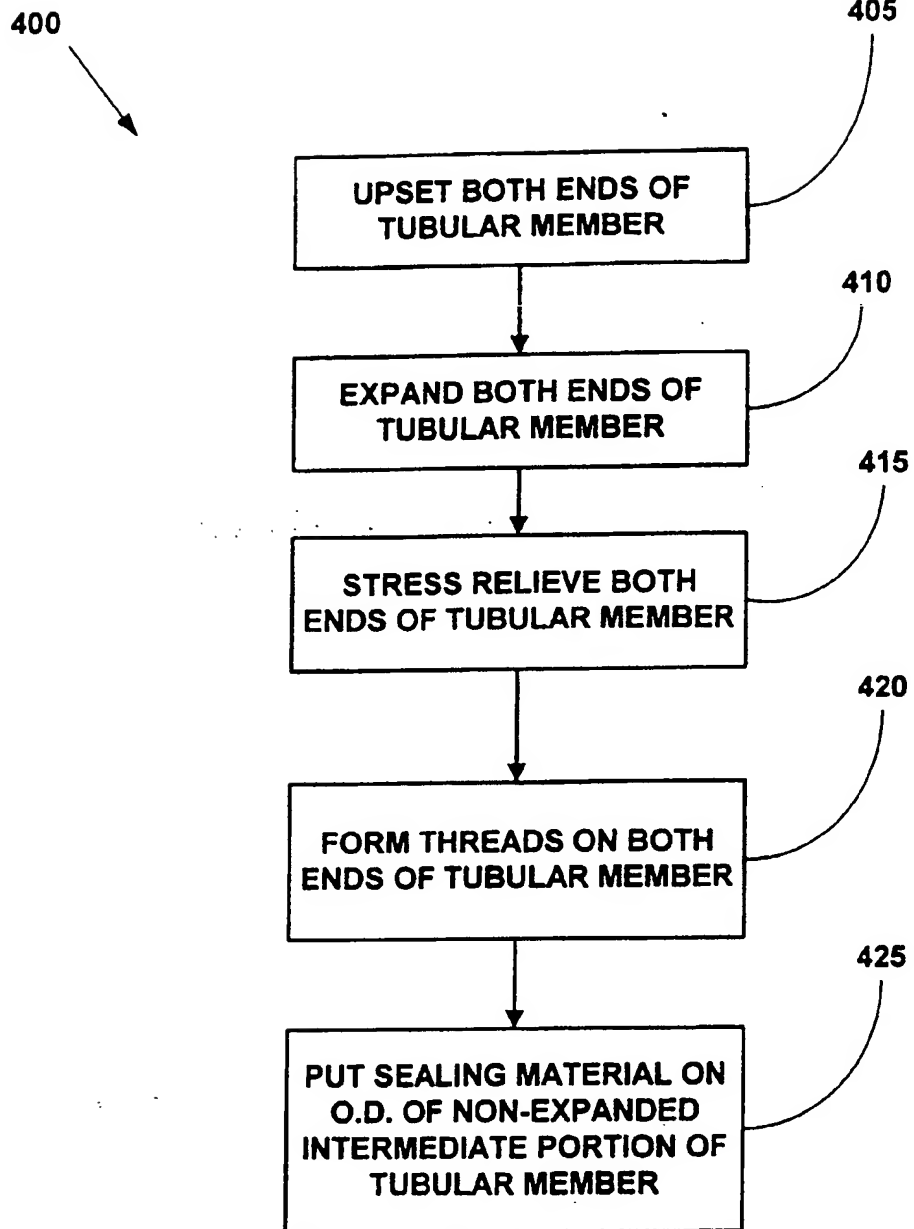 400
405
UPSET BOTH ENDS OF
TUBULAR MEMBER
410
EXPAND BOTH ENDS OF
TUBULAR MEMBER
415
STRESS RELIEVE BOTH
ENDS OF TUBULAR MEMBER
420
FORM THREADS ON BOTH
ENDS OF TUBULAR MEMBER
425
PUT SEALING MATERIAL ON
O.D. OF NON-EXPANDED
INTERMEDIATE PORTION OF
TUBULAR MEMBER